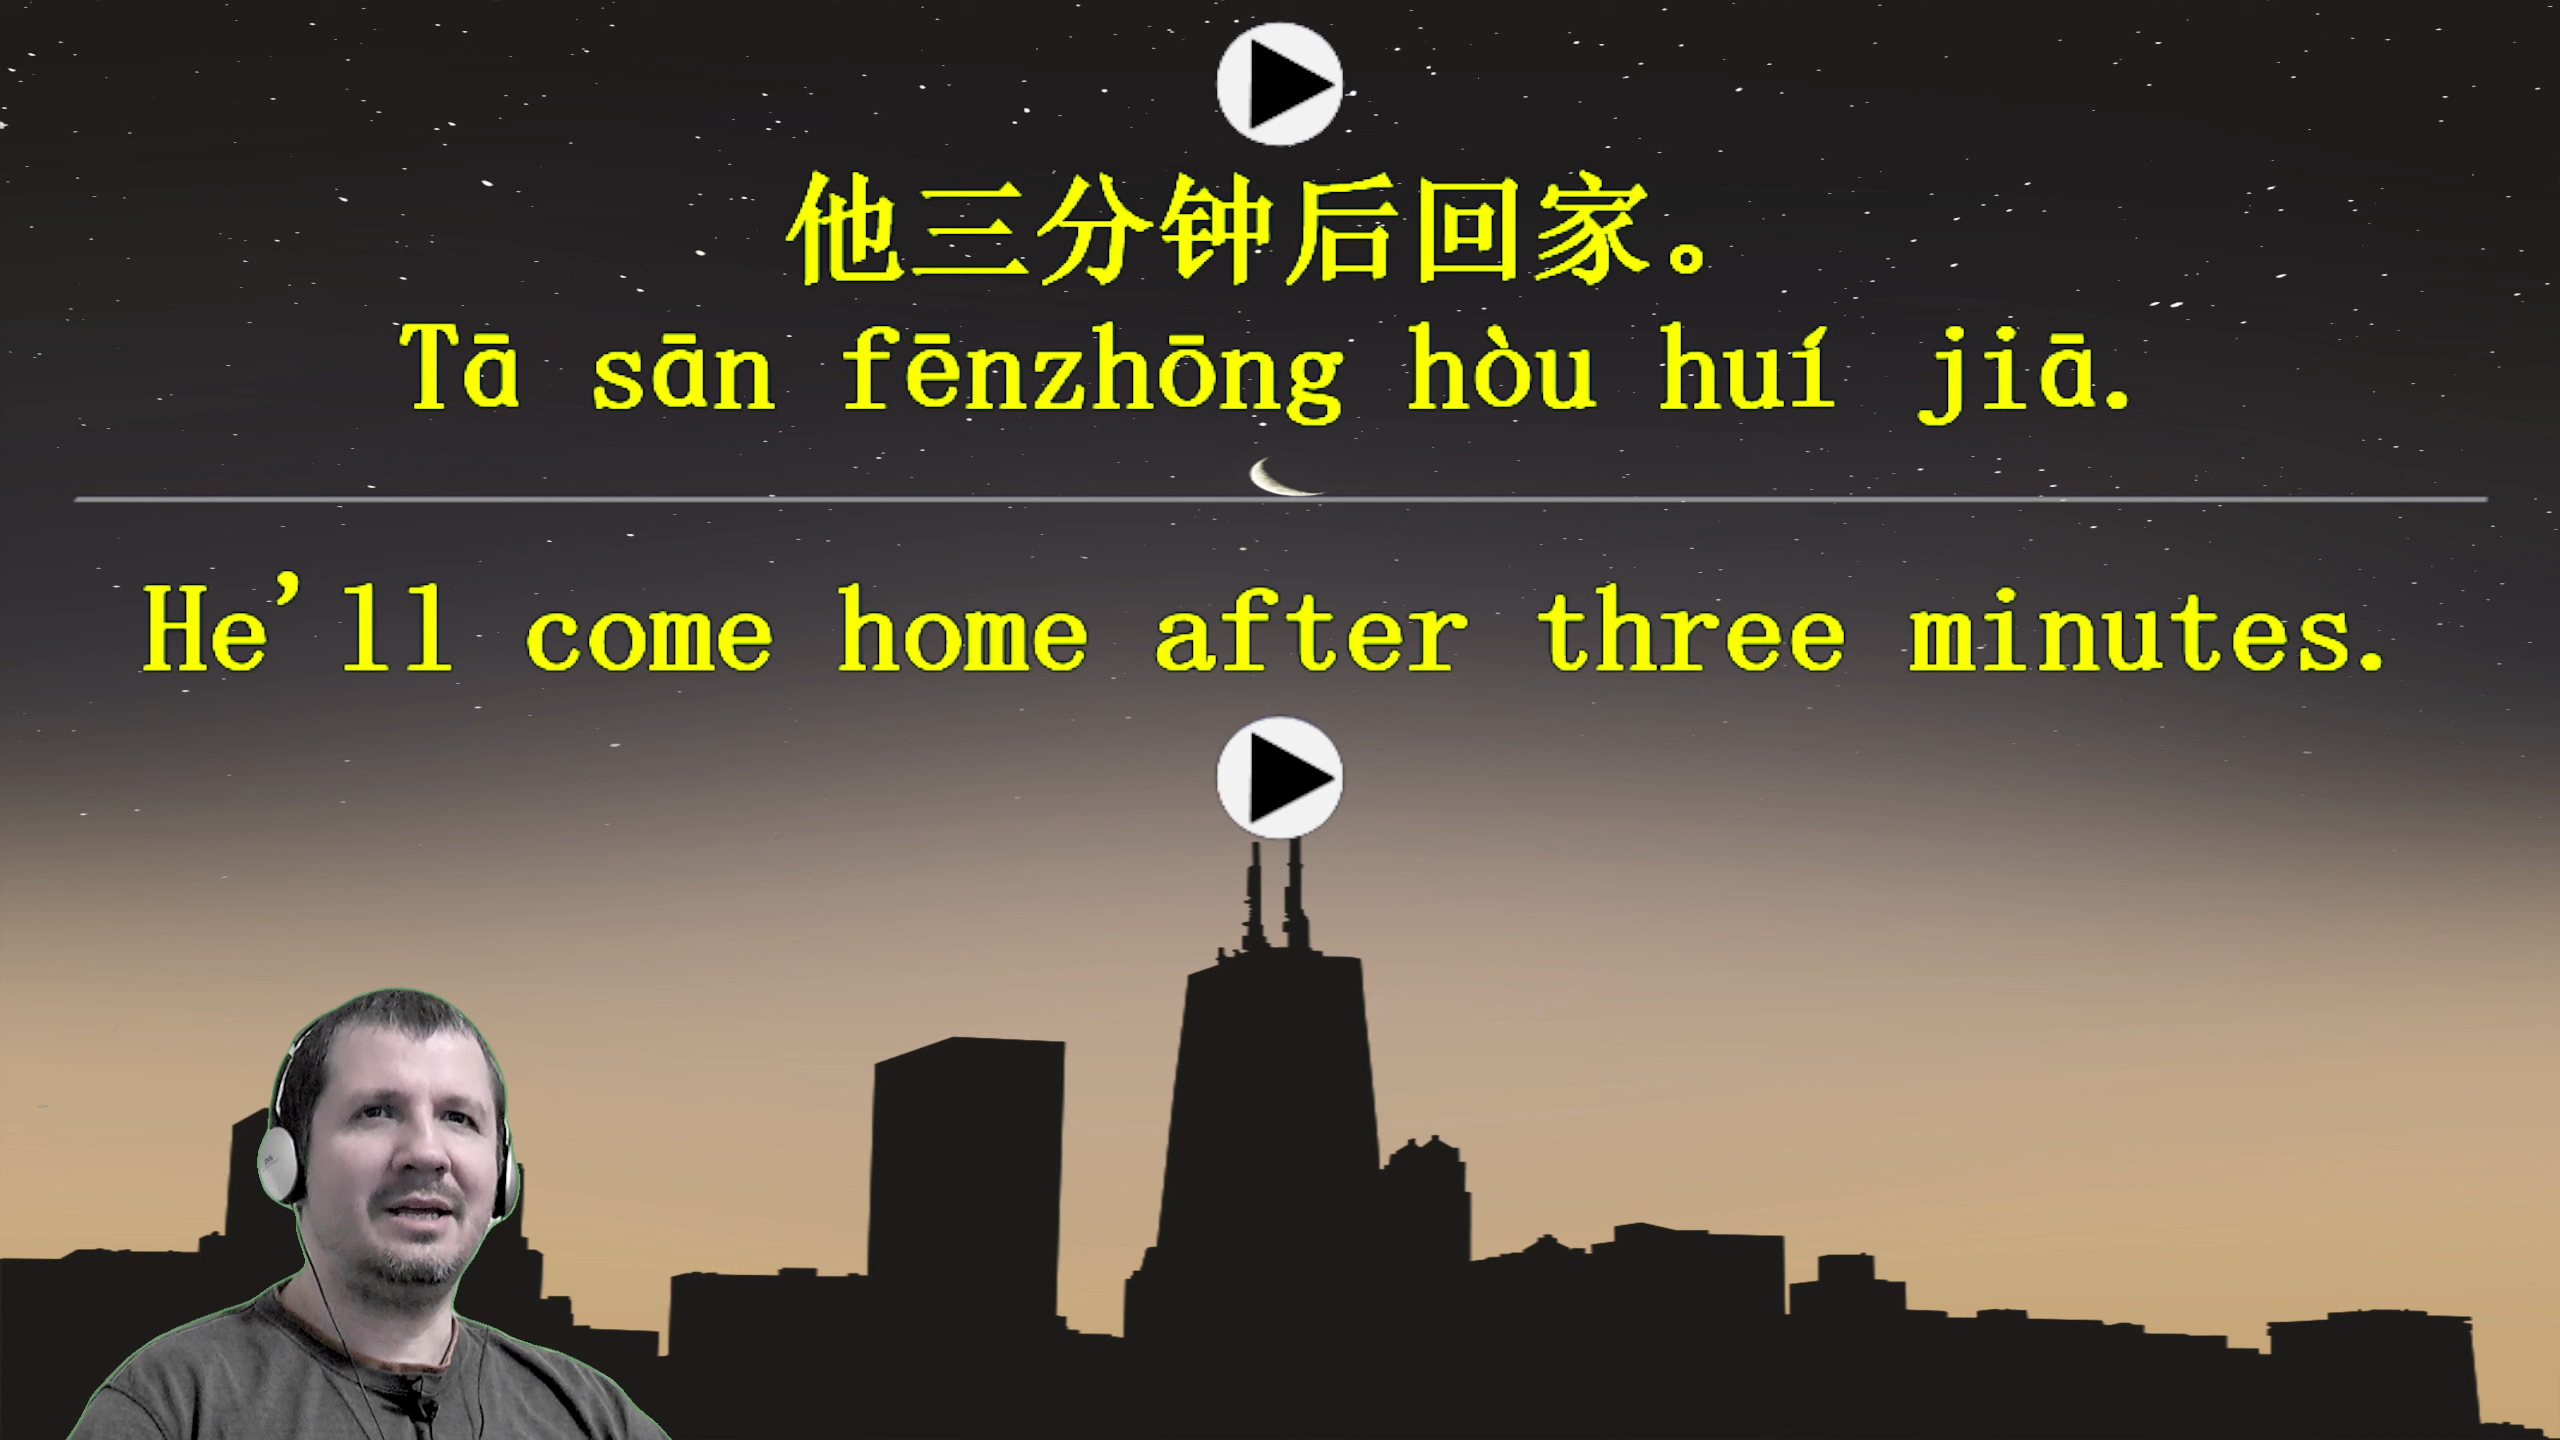 他三分钟后回家。
Tā sān fēnzhōng hòu huí jiā.
He'll come home after three minutes.